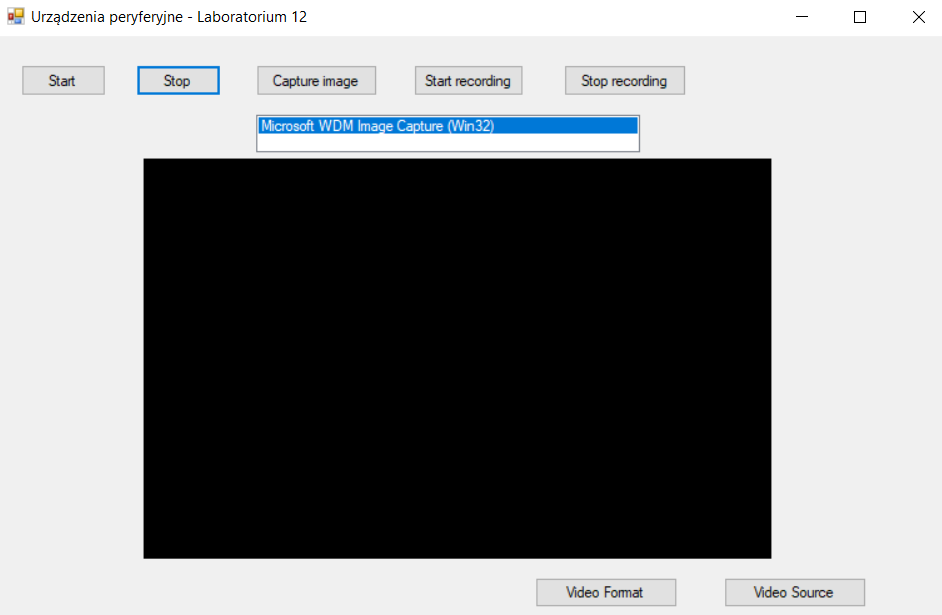 Urządzenia peryferyjne - Laboratorium 12
Start Stop Capture image Start recording Stop recording
Microsoft WDM Image Capture (Win32)
Video Format Video Source